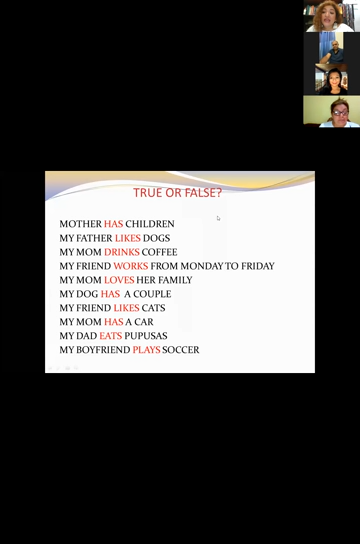 TRUE OR FALSE?
MOTHER HAS CHILDREN
MY FATHER LIKES DOGS
MY MOM DRINKS COFFEE
MY FRIEND WORKS FROM MONDAY TO FRIDAY
MY MOM LOVES HER FAMILY
MY DOG HAS A COUPLE
MY FRIEND LIKES CATS
MY MOM HAS A CAR
MY DAD EATS PUPUSAS
MY BOYFRIEND PLAYS SOCCER